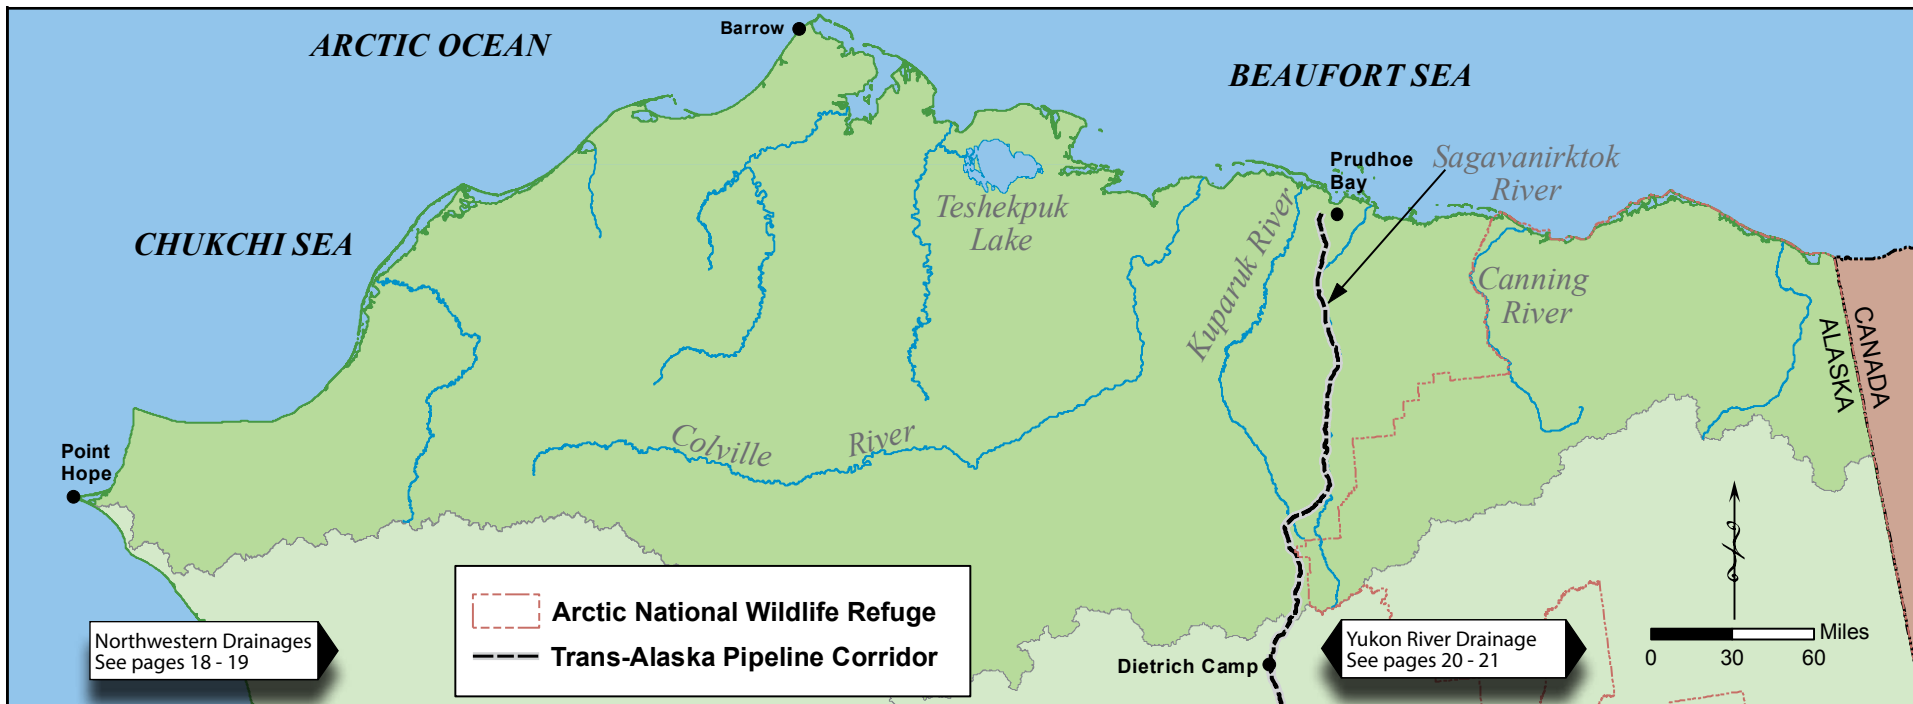 Barrow
ARCTIC OCEAN
BEAUFORT SEA
Prudhoe
Bay
Sagavanirktok
River
Teshekpuk
Lake
CHUKCHI SEA
Kuparuk River
Canning
River
CANADA
ALASKA
Colville River
Point
Hope
Arctic National Wildlife Refuge
Trans-Alaska Pipeline Corridor
Northwestern Drainages
See pages 18 - 19
Dietrich Camp
Yukon River Drainage
See pages 20 - 21
Miles
0 30 60